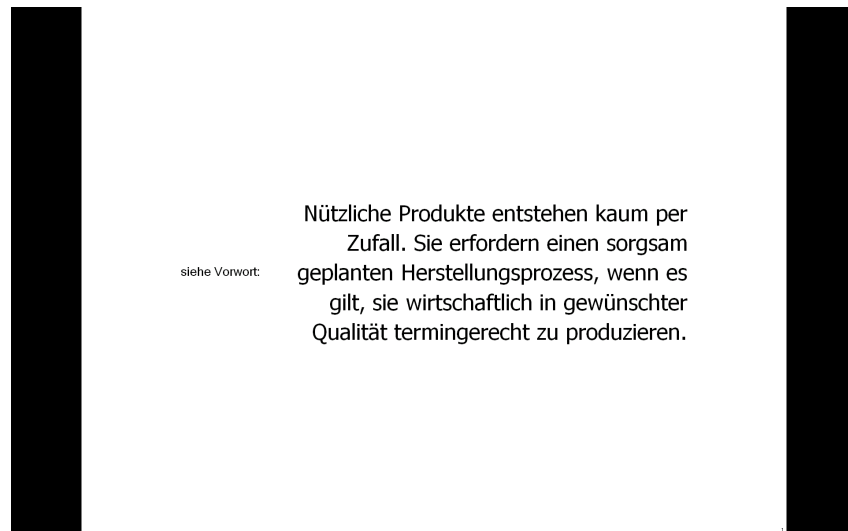 Nützliche Produkte entstehen kaum per
Zufall. Sie erfordern einen sorgsam
siehe Vorwort:
geplanten Herstellungsprozess, wenn es
gilt, sie wirtschaftlich in gewünschter
Qualität termingerecht zu produzieren.